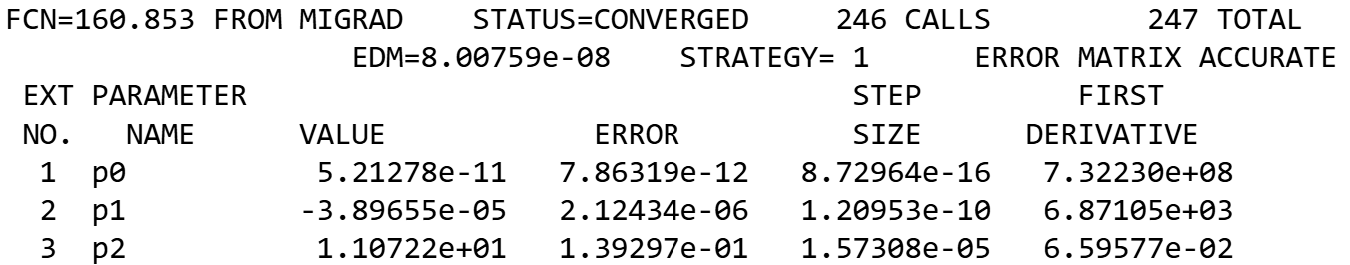 FCN=160.853 FROM MIGRAD    STATUS=CONVERGED     246 CALLS         247 TOTAL
                    EDM=8.00759e-08    STRATEGY= 1      ERROR MATRIX ACCURATE
 EXT PARAMETER                                   STEP         FIRST
 NO.   NAME      VALUE            ERROR          SIZE      DERIVATIVE
  1  p0           5.21278e-11   7.86319e-12   8.72964e-16   7.32230e+08
  2  p1          -3.89655e-05   2.12434e-06   1.20953e-10   6.87105e+03
  3  p2           1.10722e+01   1.39297e-01   1.57308e-05   6.59577e-02